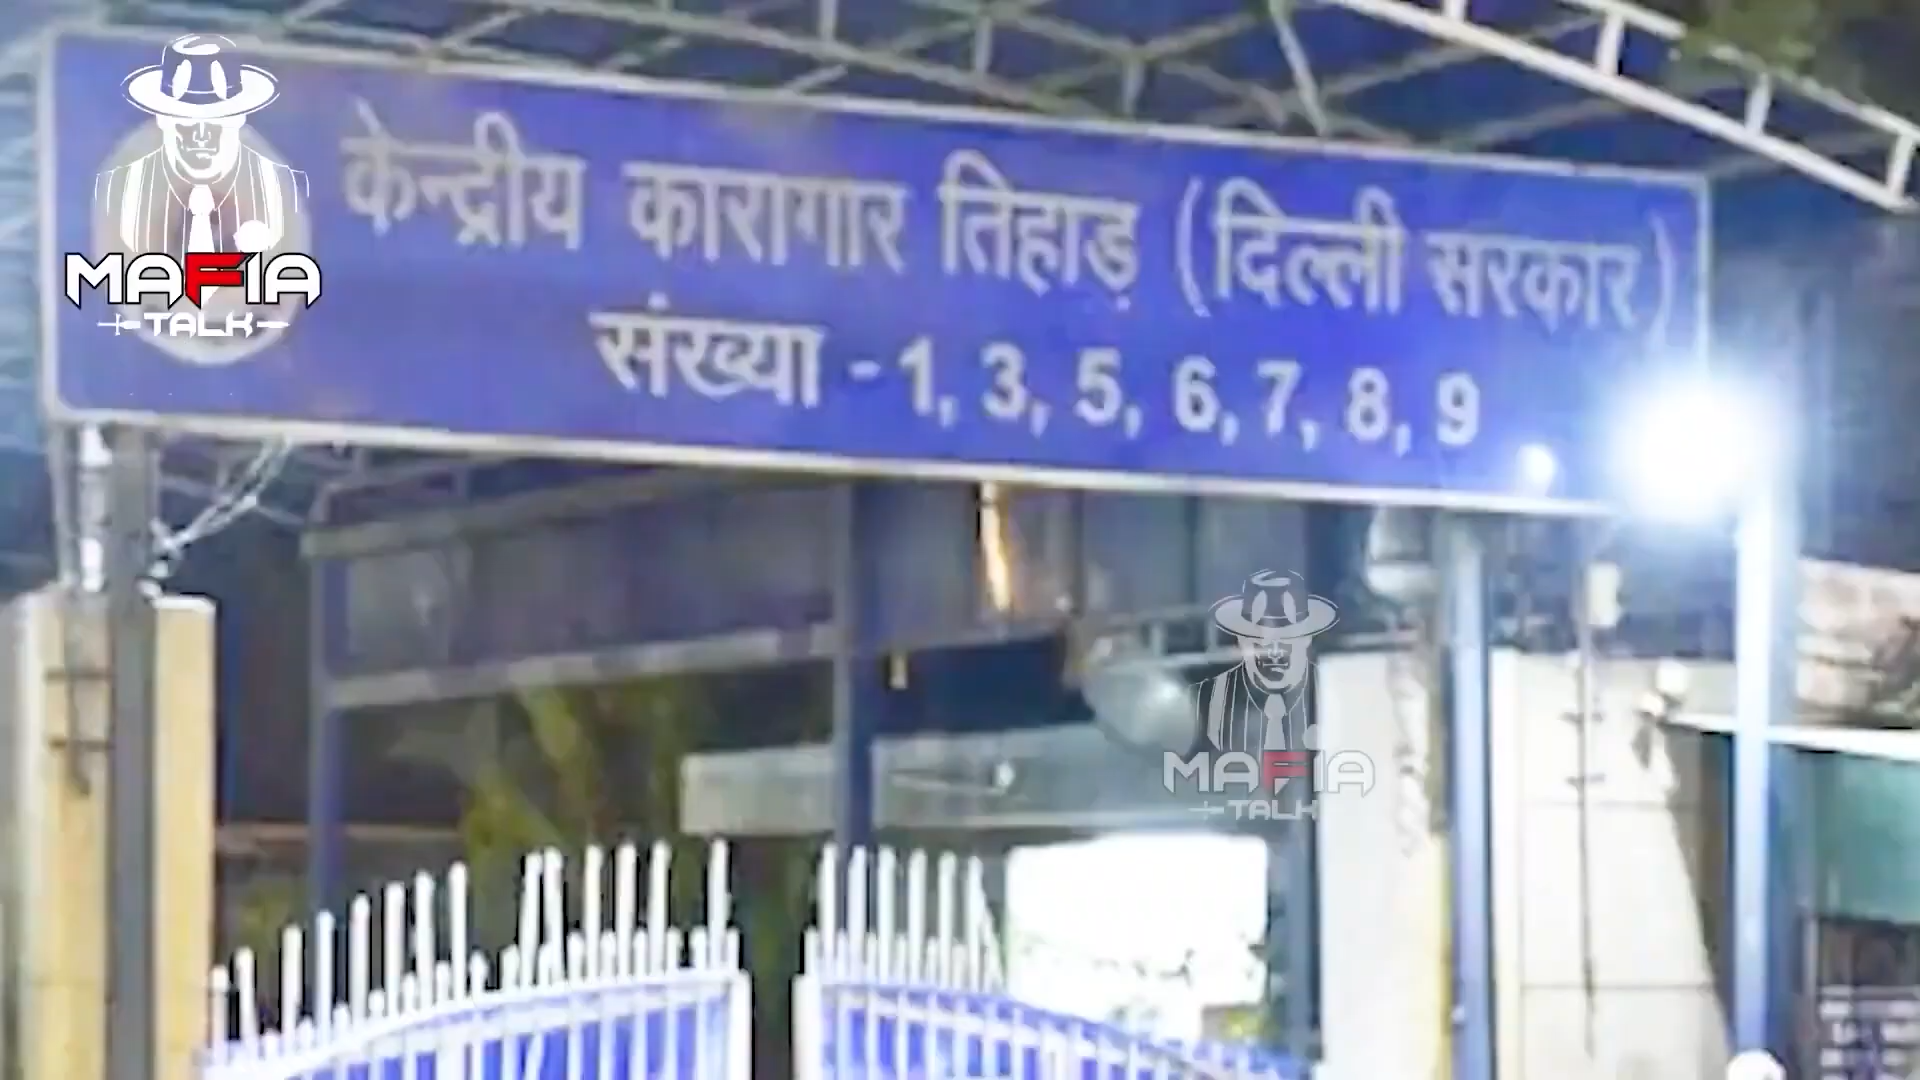 केन्द्रीय कारागार तिहाड़ (दिल्ली सरकार)
संख्या - 1, 3, 5, 6, 7, 8, 9
MAFIA
TALK
MAFIA
TALK